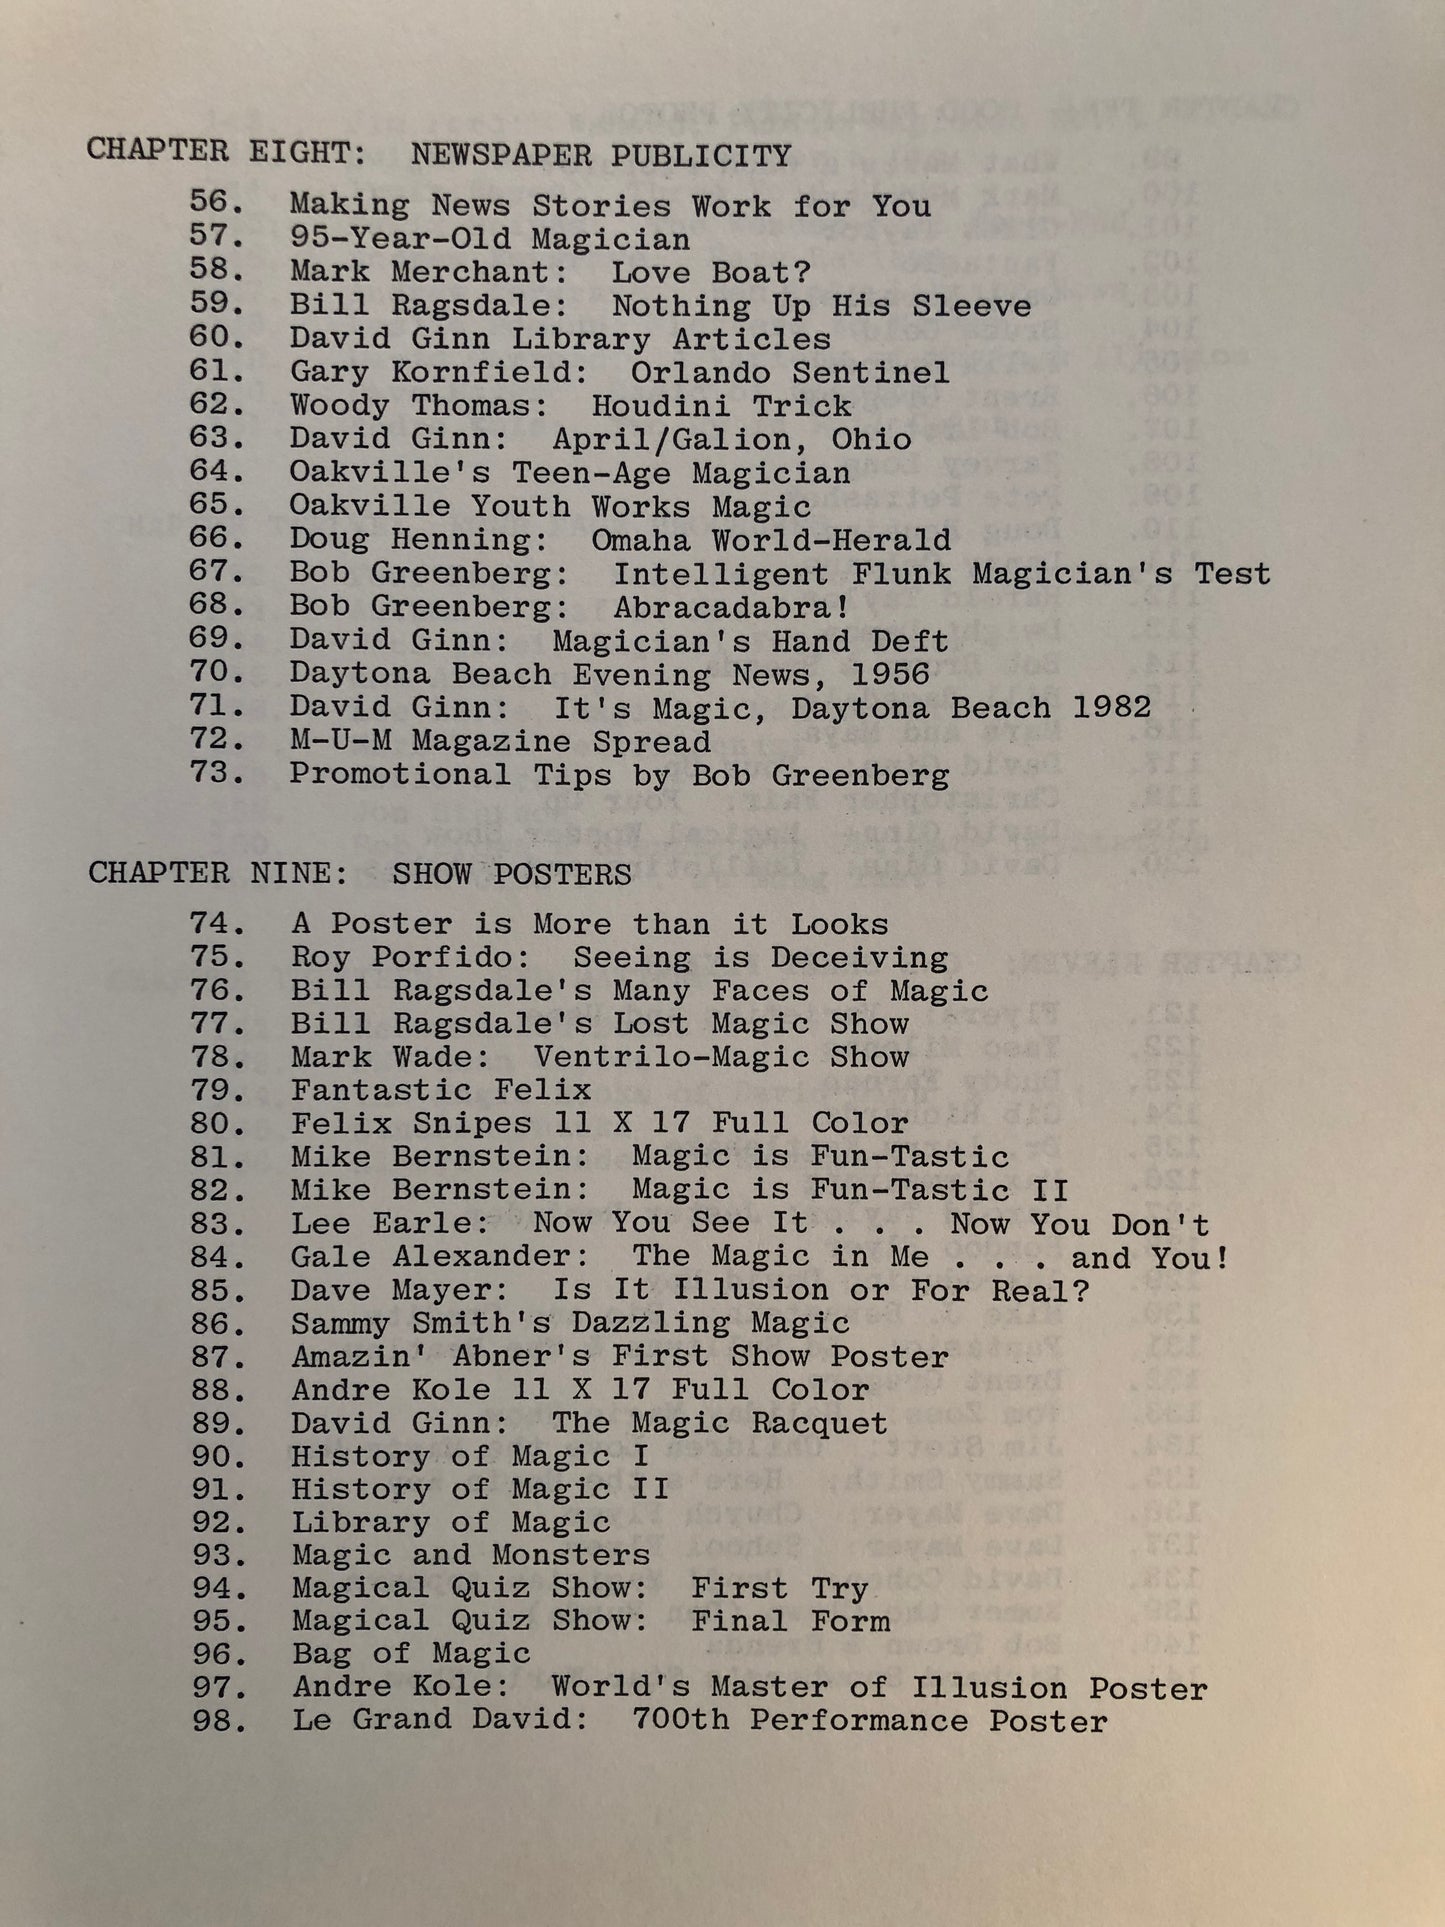 CHAPTER EIGHT: NEWSPAPER PUBLICITY
56. Making News Stories Work for You
57. 95-Year-Old Magician
58. Mark Merchant: Love Boat?
59. Bill Ragsdale: Nothing Up His Sleeve
60. David Ginn Library Articles
61. Gary Kornfield: Orlando Sentinel
62. Woody Thomas: Houdini Trick
63. David Ginn: April/Galion, Ohio
64. Oakville's Teen-Age Magician
65. Oakville Youth Works Magic
66. Doug Henning: Omaha World-Herald
67. Bob Greenberg: Intelligent Flunk Magician's Test
68. Bob Greenberg: Abracadabra!
69. David Ginn: Magician's Hand Deft
70. Daytona Beach Evening News, 1956
71. David Ginn: It's Magic, Daytona Beach 1982
72. M-U-M Magazine Spread
73. Promotional Tips by Bob Greenberg
CHAPTER NINE: SHOW POSTERS
74. A Poster is More than it Looks
75. Roy Porfido: Seeing is Deceiving
76. Bill Ragsdale's Many Faces of Magic
77. Bill Ragsdale's Lost Magic Show
78. Mark Wade: Ventrilo-Magic Show
79. Fantastic Felix
80. Felix Snipes 11 X 17 Full Color
81. Mike Bernstein: Magic is Fun-Tastic
82. Mike Bernstein: Magic is Fun-Tastic II
83. Lee Earle: Now You See It . . . Now You Don't
84. Gale Alexander: The Magic in Me . . . and You!
85. Dave Mayer: Is It Illusion or For Real?
86. Sammy Smith's Dazzling Magic
87. Amazin' Abner's First Show Poster
88. Andre Kole 11 X 17 Full Color
89. David Ginn: The Magic Racquet
90. History of Magic I
91. History of Magic II
92. Library of Magic
93. Magic and Monsters
94. Magical Quiz Show: First Try
95. Magical Quiz Show: Final Form
96. Bag of Magic
97. Andre Kole: World's Master of Illusion Poster
98. Le Grand David: 700th Performance Poster